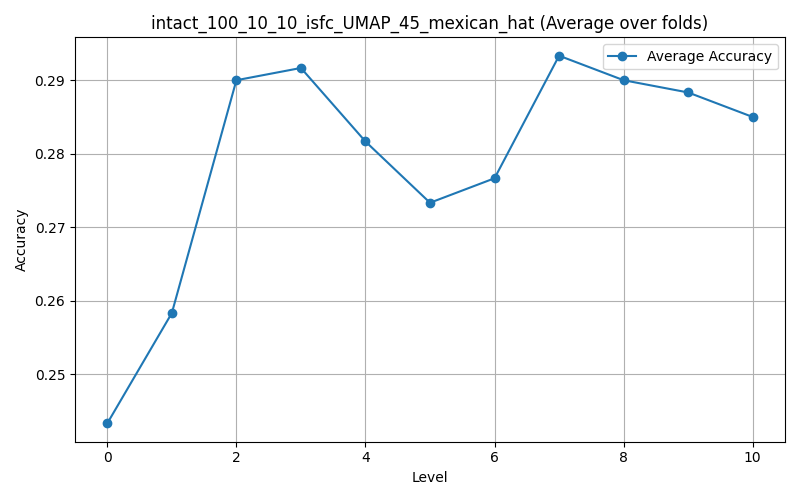 intact_100_10_10_isfc_UMAP_45_mexican_hat (Average over folds)
Average Accuracy
0.29
0.28
0.27
0.26
0.25
Accuracy
0 2 4 6 8 10
Level